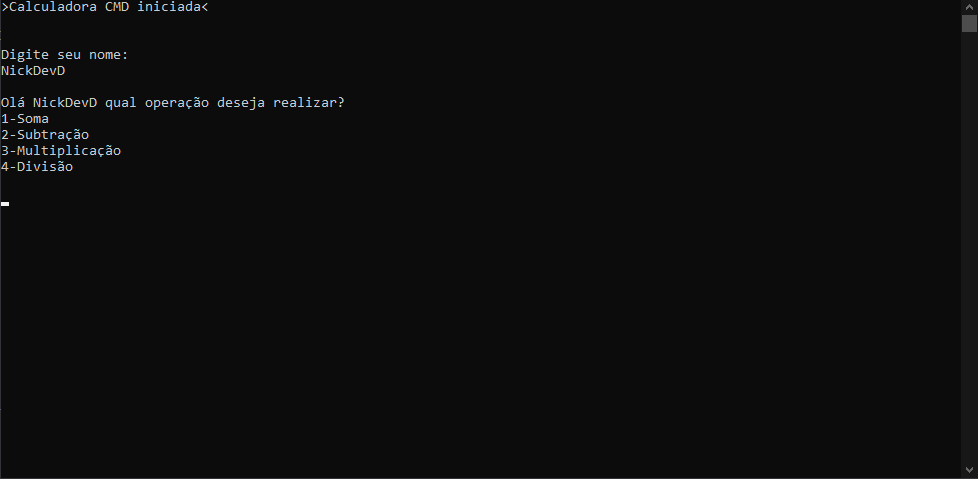 >Calculadora CMD iniciada<
Digite seu nome:
NickDevD
Olá NickDevD qual operação deseja realizar?
1-Soma
2-Subtração
3-Multiplicação
4-Divisão